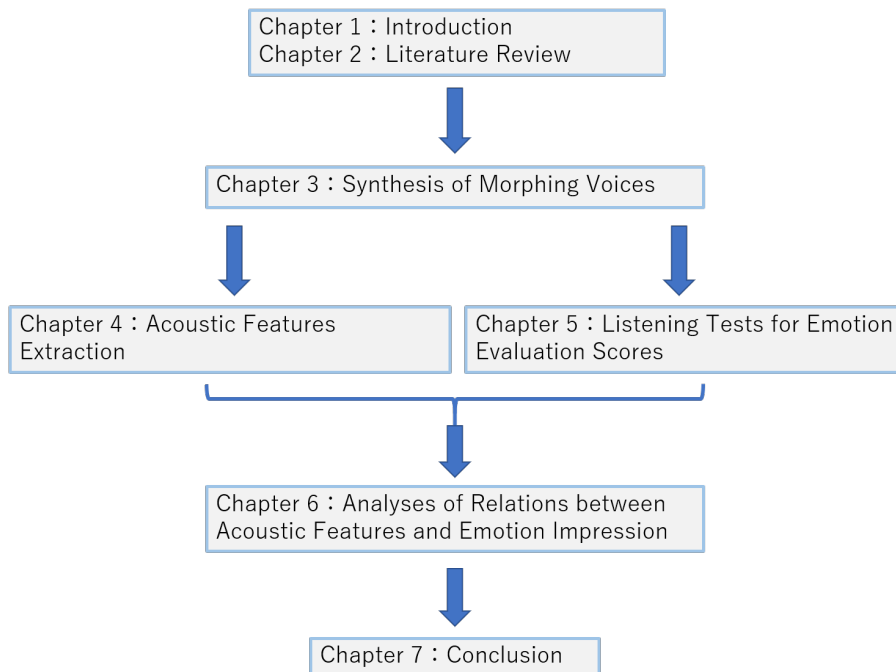 Chapter 1：Introduction
Chapter 2：Literature Review
Chapter 3：Synthesis of Morphing Voices
Chapter 4：Acoustic Features
Extraction
Chapter 5：Listening Tests for Emotion
Evaluation Scores
Chapter 6：Analyses of Relations between
Acoustic Features and Emotion Impression
Chapter 7：Conclusion